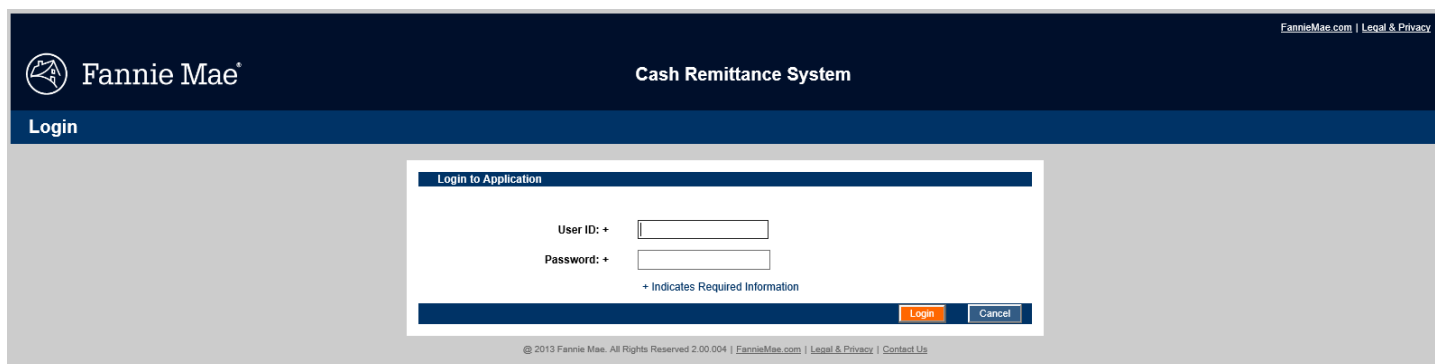 FannieMae.com | Legal & Privacy
Fannie Mae®
Cash Remittance System
Login
Login to Application
User ID: +
Password: +
+ Indicates Required Information
Login Cancel
@ 2013 Fannie Mae. All Rights Reserved 2.00.004 | FannieMae.com | Legal & Privacy | Contact Us